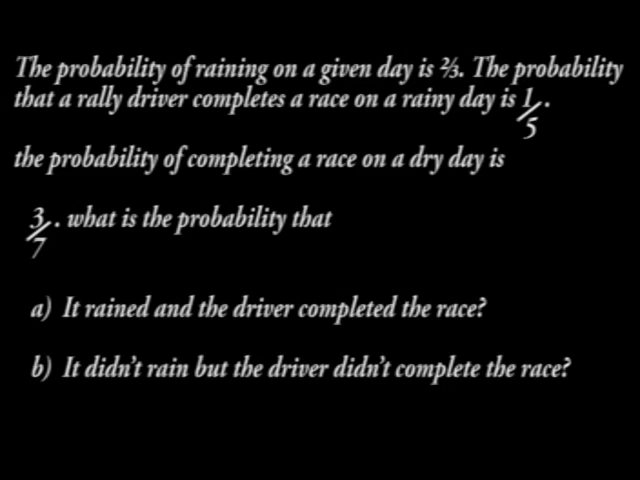 The probability of raining on a given day is ⅔. The probability
that a rally driver completes a race on a rainy day is 1/5.
the probability of completing a race on a dry day is
3/7. what is the probability that
a) It rained and the driver completed the race?
b) It didn't rain but the driver didn't complete the race?